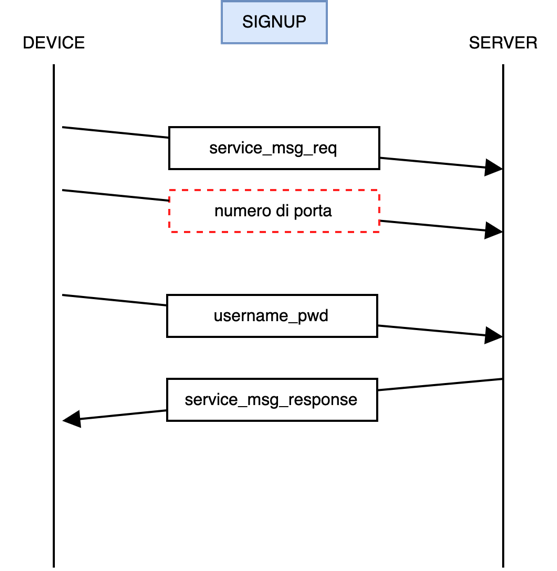 SIGNUP
DEVICE
SERVER
service_msg_req
numero di porta
username_pwd
service_msg_response